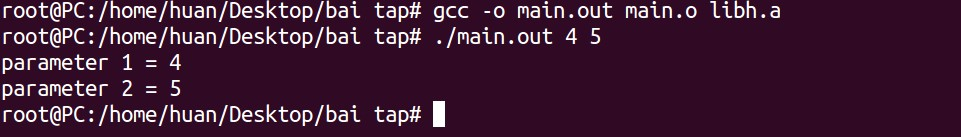 root@PC:/home/huan/Desktop/bai tap# gcc -o main.out main.o libh.a
root@PC:/home/huan/Desktop/bai tap# ./main.out 4 5
parameter 1 = 4
parameter 2 = 5
root@PC:/home/huan/Desktop/bai tap#